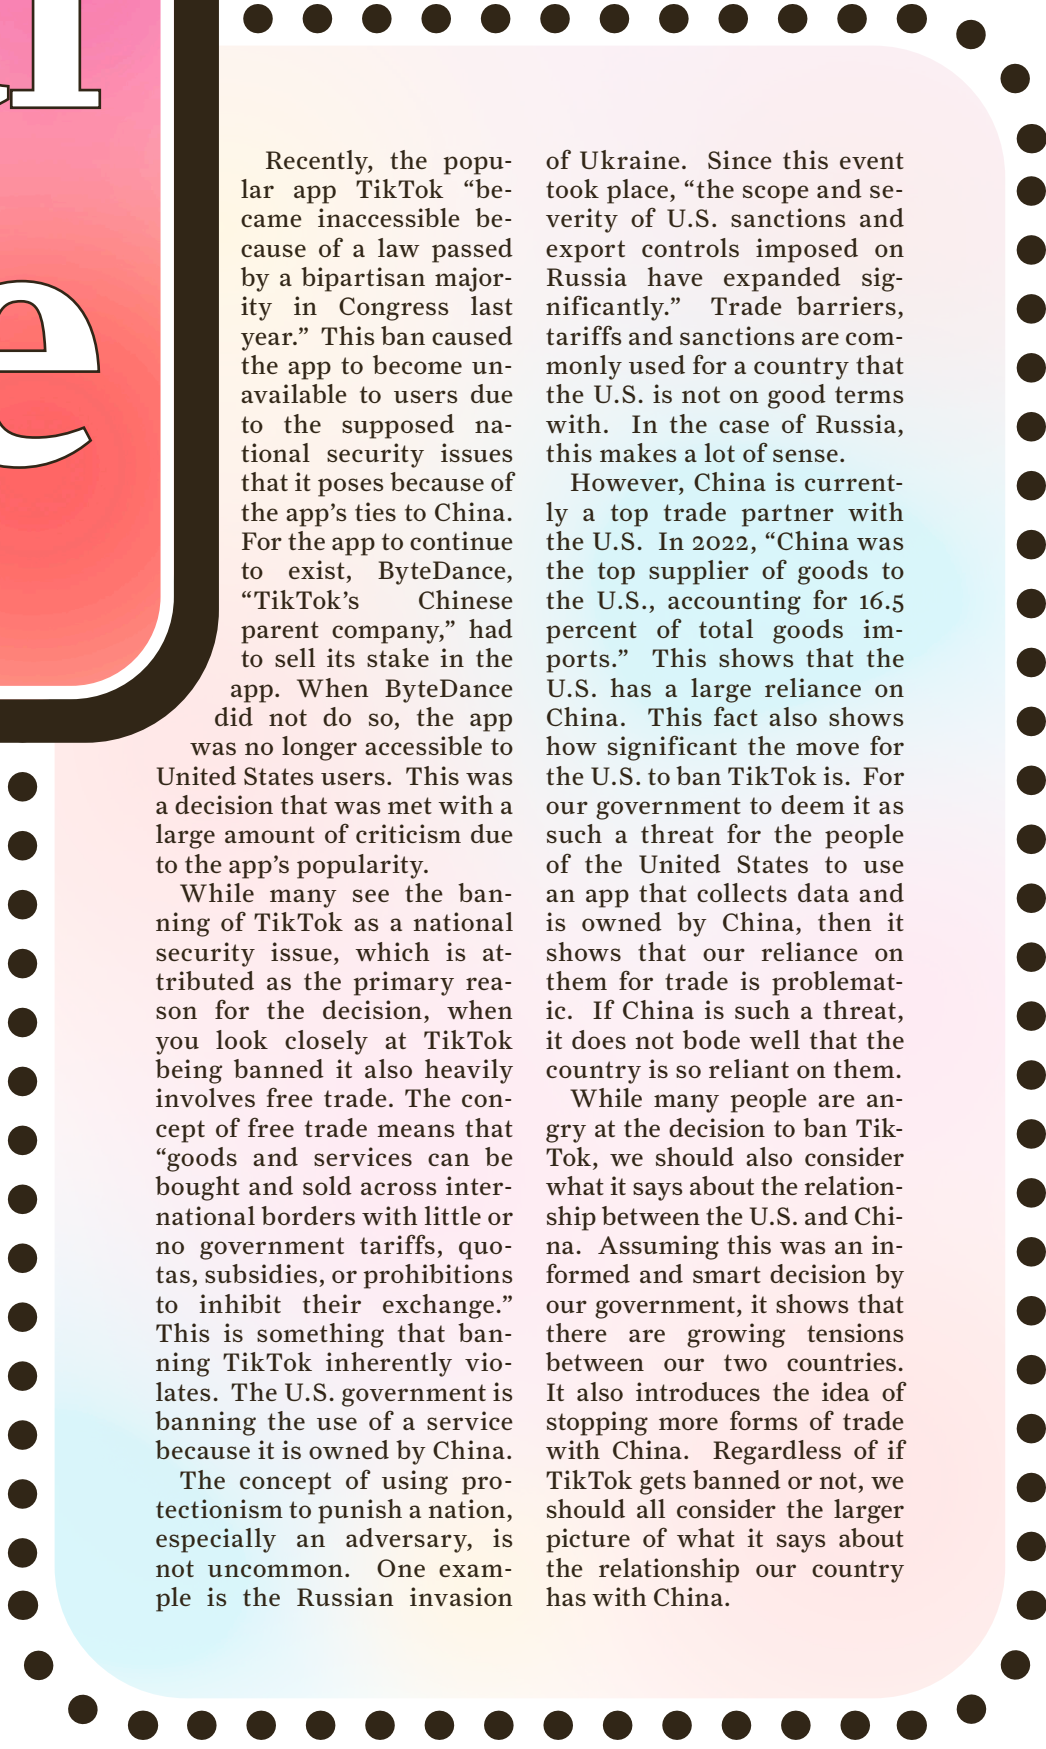 e
Recently, the popu-
lar app TikTok “be-
came inaccessible be-
cause of a law passed
by a bipartisan major-
ity in Congress last
year.” This ban caused
the app to become un-
available to users due
to the supposed na-
tional security issues
that it poses because of
the app’s ties to China.
For the app to continue
to exist, ByteDance,
“TikTok’s Chinese
parent company,” had
to sell its stake in the
app. When ByteDance
did not do so, the app
was no longer accessible to
United States users. This was
a decision that was met with a
large amount of criticism due
to the app’s popularity.
While many see the ban-
ning of TikTok as a national
security issue, which is at-
tributed as the primary rea-
son for the decision, when
you look closely at TikTok
being banned it also heavily
involves free trade. The con-
cept of free trade means that
“goods and services can be
bought and sold across inter-
national borders with little or
no government tariffs, quo-
tas, subsidies, or prohibitions
to inhibit their exchange.”
This is something that ban-
ning TikTok inherently vio-
lates. The U.S. government is
banning the use of a service
because it is owned by China.
The concept of using pro-
tectionism to punish a nation,
especially an adversary, is
not uncommon. One exam-
ple is the Russian invasion
of Ukraine. Since this event
took place, “the scope and se-
verity of U.S. sanctions and
export controls imposed on
Russia have expanded sig-
nificantly.” Trade barriers,
tariffs and sanctions are com-
monly used for a country that
the U.S. is not on good terms
with. In the case of Russia,
this makes a lot of sense.
However, China is current-
ly a top trade partner with
the U.S. In 2022, “China was
the top supplier of goods to
the U.S., accounting for 16.5
percent of total goods im-
ports.” This shows that the
U.S. has a large reliance on
China. This fact also shows
how significant the move for
the U.S. to ban TikTok is. For
our government to deem it as
such a threat for the people
of the United States to use
an app that collects data and
is owned by China, then it
shows that our reliance on
them for trade is problemat-
ic. If China is such a threat,
it does not bode well that the
country is so reliant on them.
While many people are an-
gry at the decision to ban Tik-
Tok, we should also consider
what it says about the relation-
ship between the U.S. and Chi-
na. Assuming this was an in-
formed and smart decision by
our government, it shows that
there are growing tensions
between our two countries.
It also introduces the idea of
stopping more forms of trade
with China. Regardless of if
TikTok gets banned or not, we
should all consider the larger
picture of what it says about
the relationship our country
has with China.